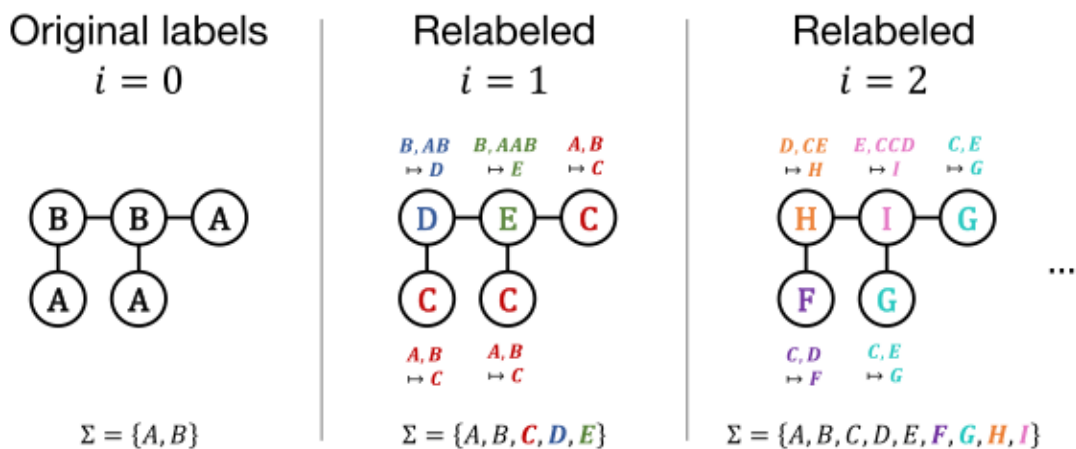 Original labels
i = 0
B B A
A A
Σ = {A, B}
Relabeled
i = 1
B, AB
↦ D
B, AAB
↦ E
A, B
↦ C
D E C
C C
A, B
↦ C
A, B
↦ C
Σ = {A, B, C, D, E}
Relabeled
i = 2
D, CE
↦ H
E, CCD
↦ I
C, E
↦ G
H I G
F G
C, D
↦ F
C, E
↦ G
Σ = {A, B, C, D, E, F, G, H, I}
...